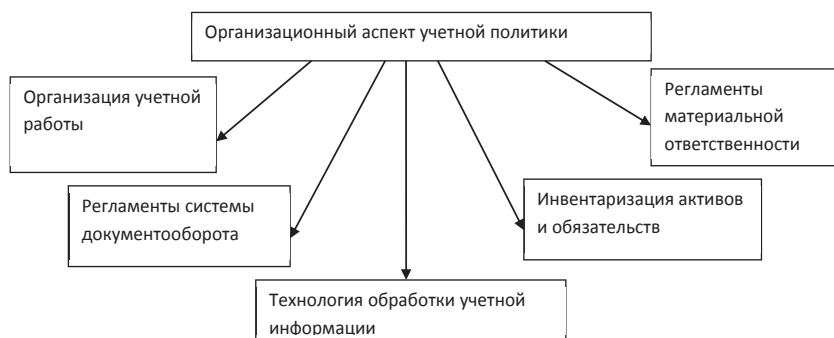 Организационный аспект учетной политики
Организация учетной
работы
Регламенты
материальной
ответственности
Регламенты системы
документооборота
Инвентаризация активов
и обязательств
Технология обработки учетной
информации